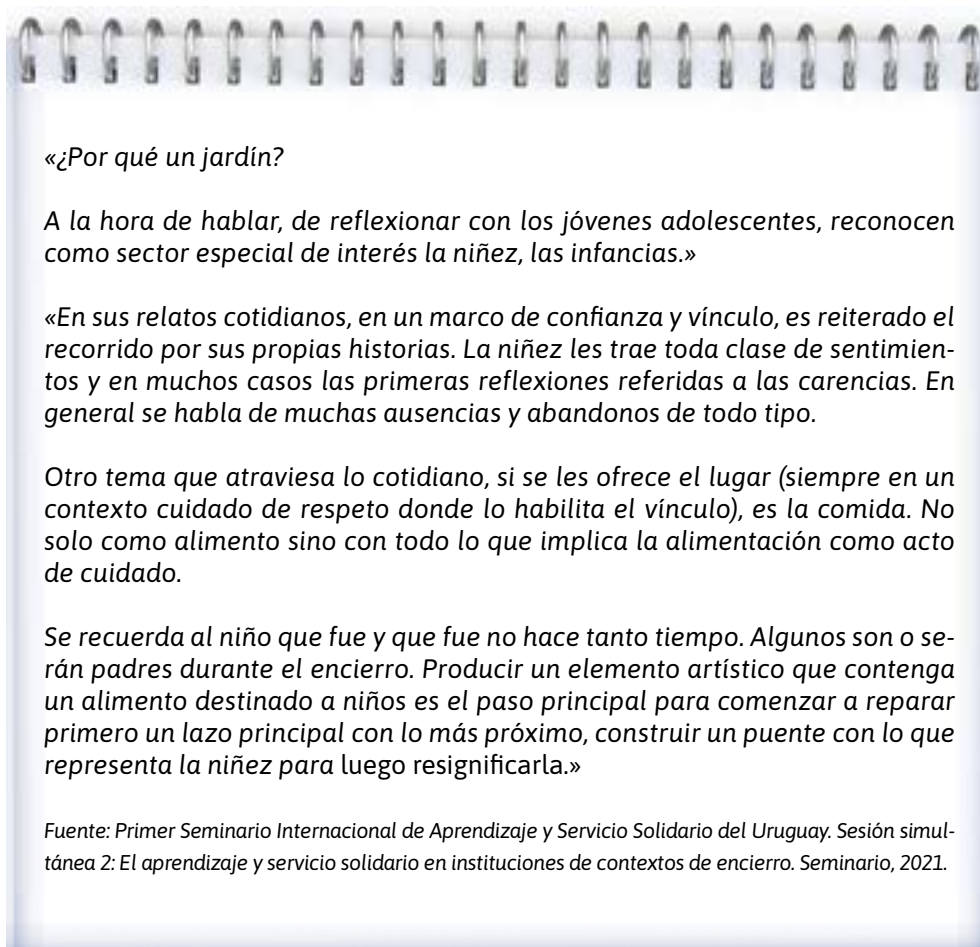 «¿Por qué un jardín?
A la hora de hablar, de reflexionar con los jóvenes adolescentes, reconocen
como sector especial de interés la niñez, las infancias.»
«En sus relatos cotidianos, en un marco de confianza y vínculo, es reiterado el
recorrido por sus propias historias. La niñez les trae toda clase de sentimien-
tos y en muchos casos las primeras reflexiones referidas a las carencias. En
general se habla de muchas ausencias y abandonos de todo tipo.
Otro tema que atraviesa lo cotidiano, si se les ofrece el lugar (siempre en un
contexto cuidado de respeto donde lo habilita el vínculo), es la comida. No
solo como alimento sino con todo lo que implica la alimentación como acto
de cuidado.
Se recuerda al niño que fue y que fue no hace tanto tiempo. Algunos son o se-
rán padres durante el encierro. Producir un elemento artístico que contenga
un alimento destinado a niños es el paso principal para comenzar a reparar
primero un lazo principal con lo más próximo, construir un puente con lo que
representa la niñez para luego resignificarla.»
Fuente: Primer Seminario Internacional de Aprendizaje y Servicio Solidario del Uruguay. Sesión simul-
tánea 2: El aprendizaje y servicio solidario en instituciones de contextos de encierro. Seminario, 2021.